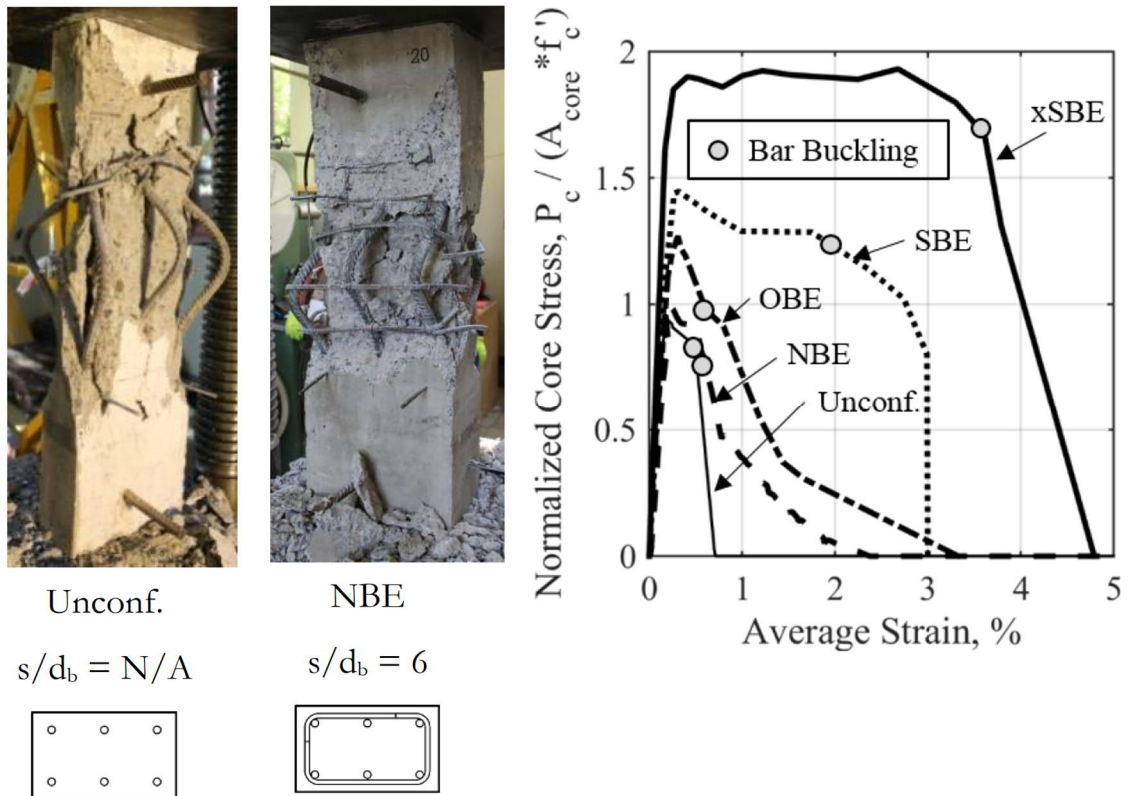 20
Unconf.
NBE
s/d_b = N/A
s/d_b = 6
Normalized Core Stress, P_c / (A_core *f_c')
2
1.5
1
0.5
0
0
1
2
3
4
5
Average Strain, %
Bar Buckling
xSBE
SBE
OBE
NBE
Unconf.